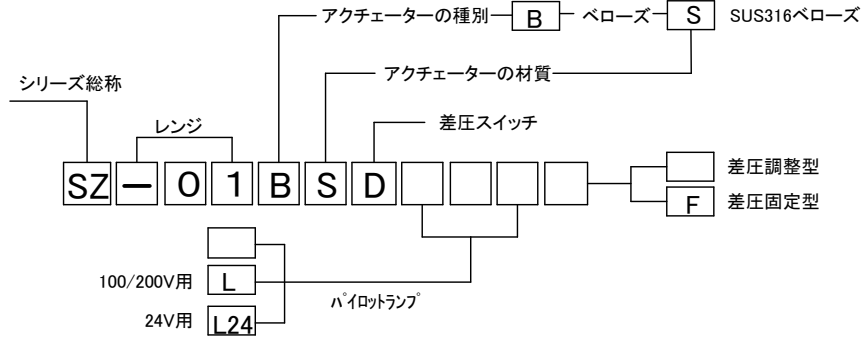 アクチェーターの種別 B ベローズ S SUS316ベローズ
アクチェーターの材質
シリーズ総称
レンジ
差圧スイッチ
SZ － 0 1 B S D
差圧調整型
F 差圧固定型
100/200V用 L
パイロットランプ
24V用 L24